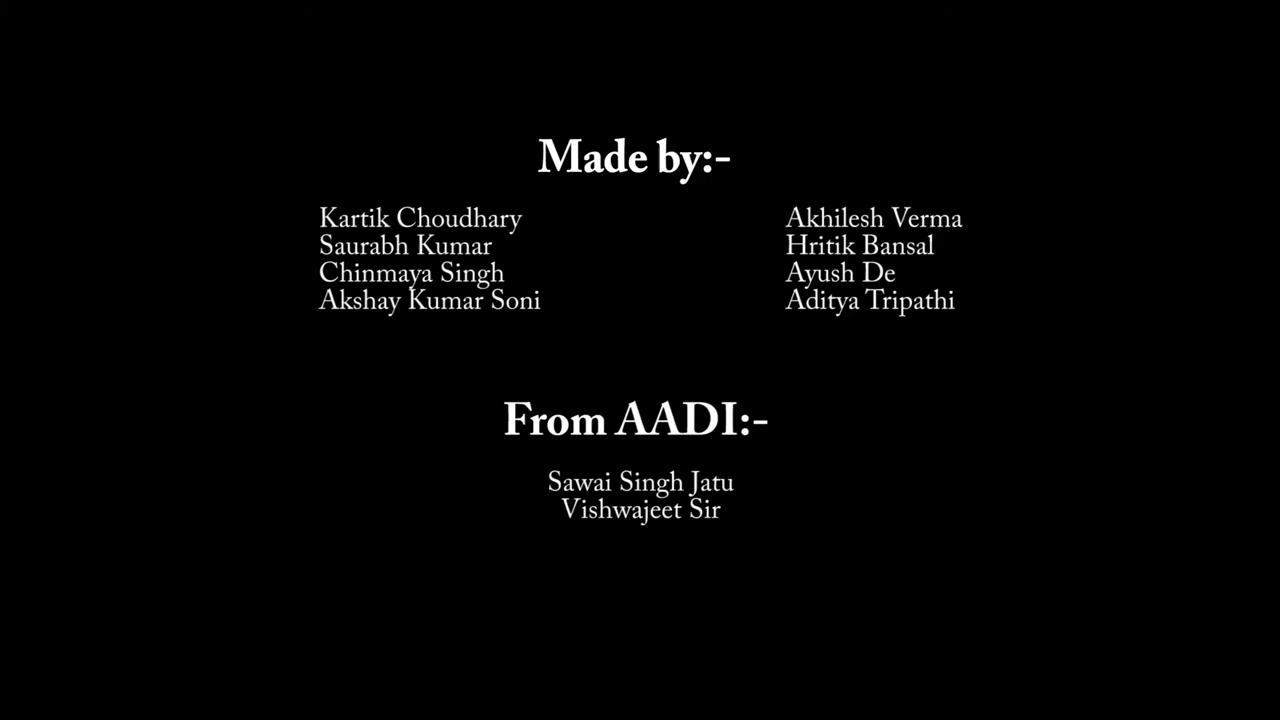 Made by:-
Kartik Choudhary
Saurabh Kumar
Chinmaya Singh
Akshay Kumar Soni
Akhilesh Verma
Hritik Bansal
Ayush De
Aditya Tripathi
From AADI:-
Sawai Singh Jatu
Vishwajeet Sir